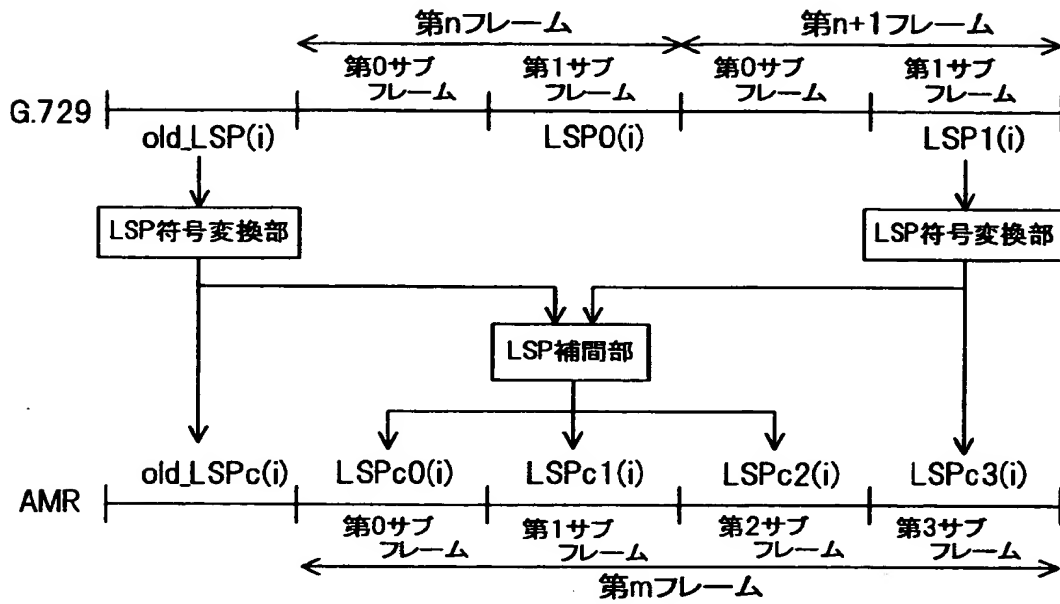 第nフレーム
第n+1フレーム
第0サブ
フレーム
第1サブ
フレーム
第0サブ
フレーム
第1サブ
フレーム
G.729
old_LSP(i)
LSP0(i)
LSP1(i)
LSP符号変換部
LSP符号変換部
LSP補間部
old_LSPc(i)
LSPc0(i)
LSPc1(i)
LSPc2(i)
LSPc3(i)
AMR
第0サブ
フレーム
第1サブ
フレーム
第2サブ
フレーム
第3サブ
フレーム
第mフレーム